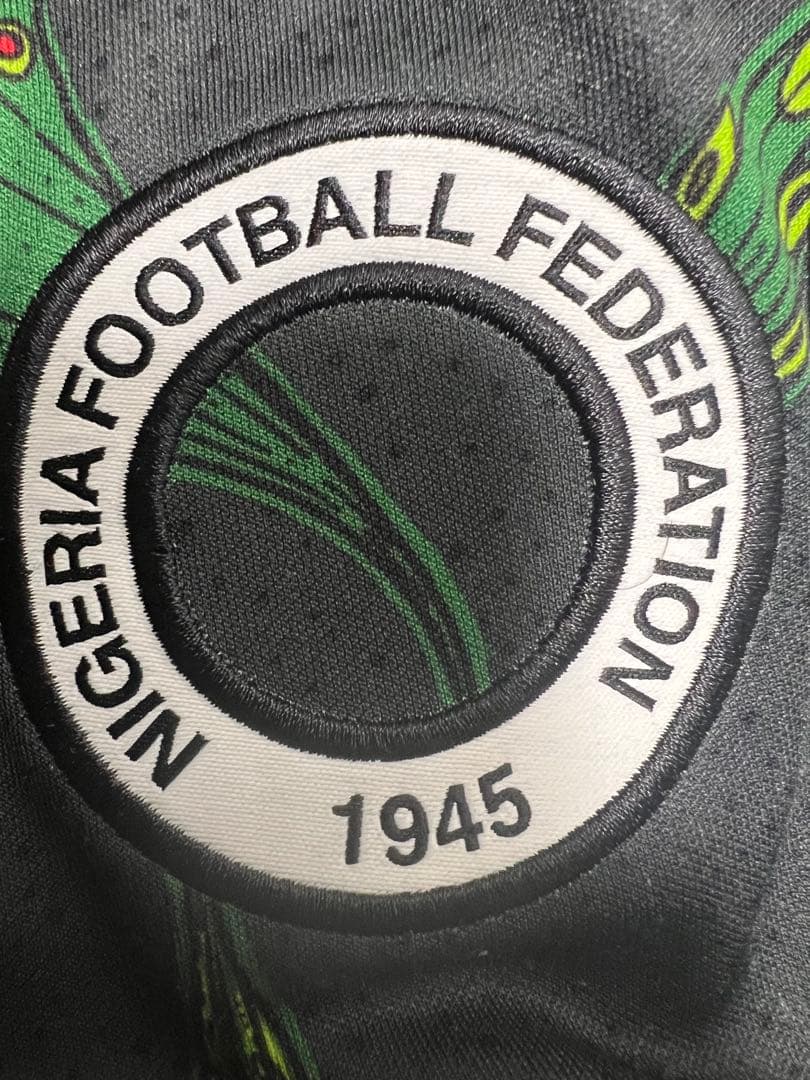 NIGERIA FOOTBALL FEDERATION
1945